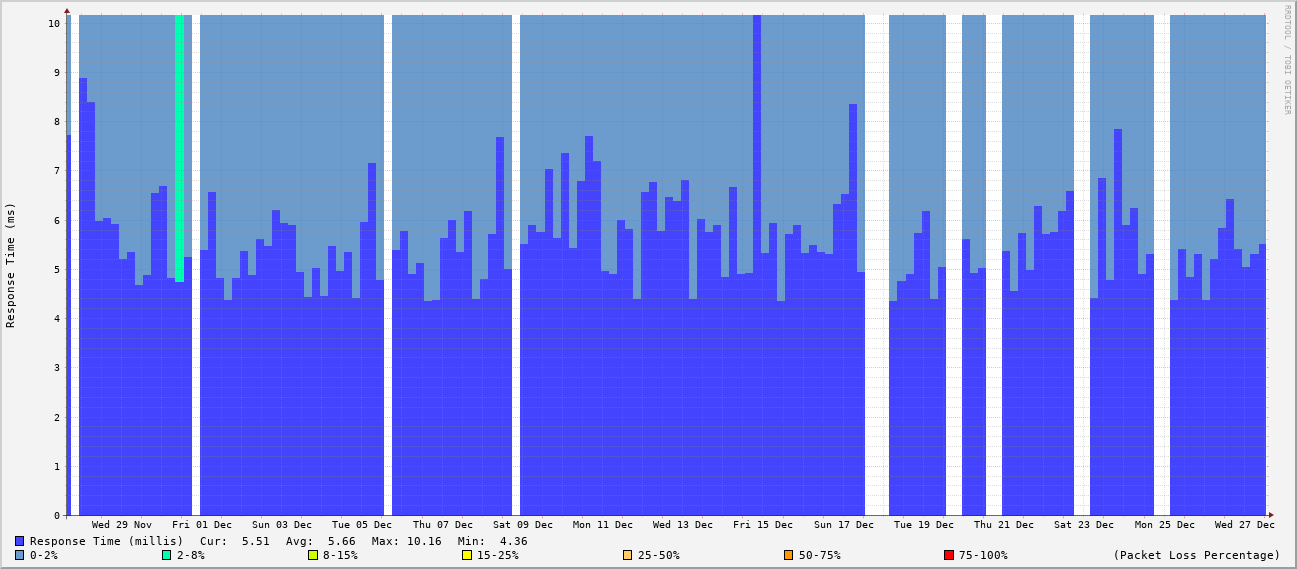 RRDTOOL / TOBI OETIKER
Response Time (ms)
10
9
8
7
6
5
4
3
2
1
0
Wed 29 Nov Fri 01 Dec Sun 03 Dec Tue 05 Dec Thu 07 Dec Sat 09 Dec Mon 11 Dec Wed 13 Dec Fri 15 Dec Sun 17 Dec Tue 19 Dec Thu 21 Dec Sat 23 Dec Mon 25 Dec Wed 27 Dec
Response Time (millis) Cur: 5.51 Avg: 5.66 Max: 10.16 Min: 4.36
0-2% 2-8% 8-15% 15-25% 25-50% 50-75% 75-100% (Packet Loss Percentage)